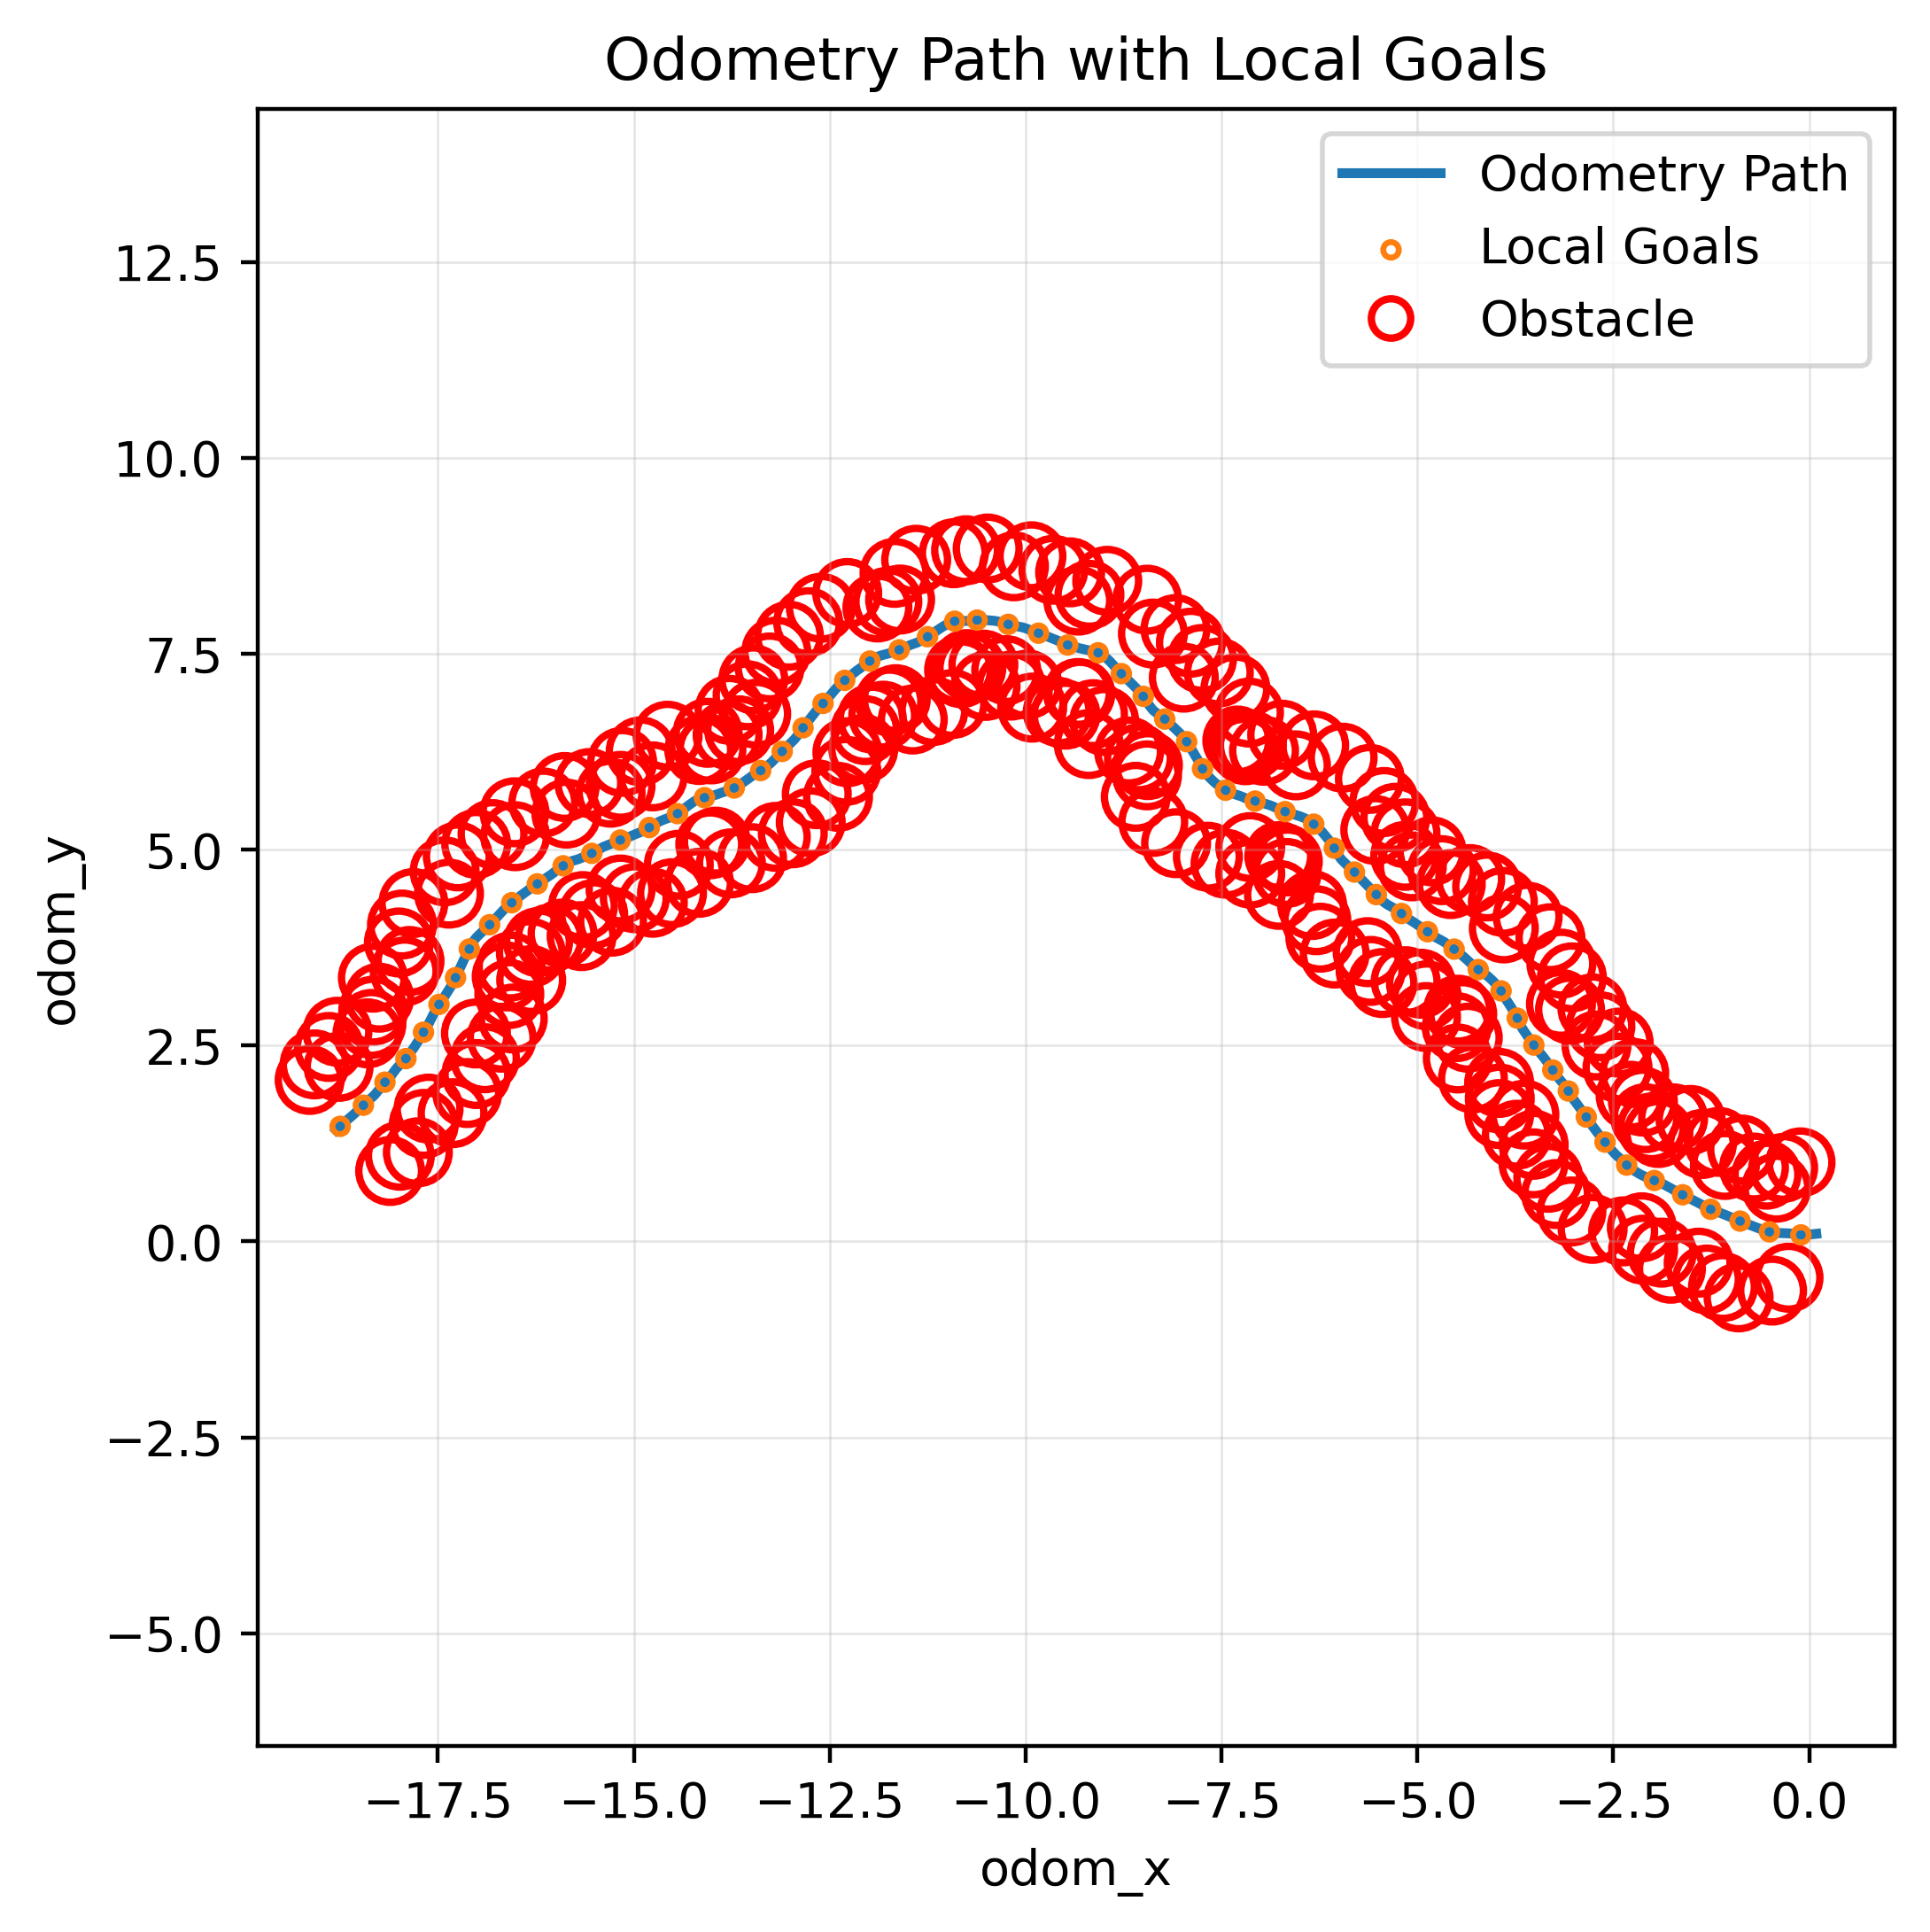 Odometry Path with Local Goals
Odometry Path
Local Goals
Obstacle
12.5
10.0
7.5
5.0
2.5
0.0
−2.5
−5.0
odom_y
−17.5 −15.0 −12.5 −10.0 −7.5 −5.0 −2.5 0.0
odom_x